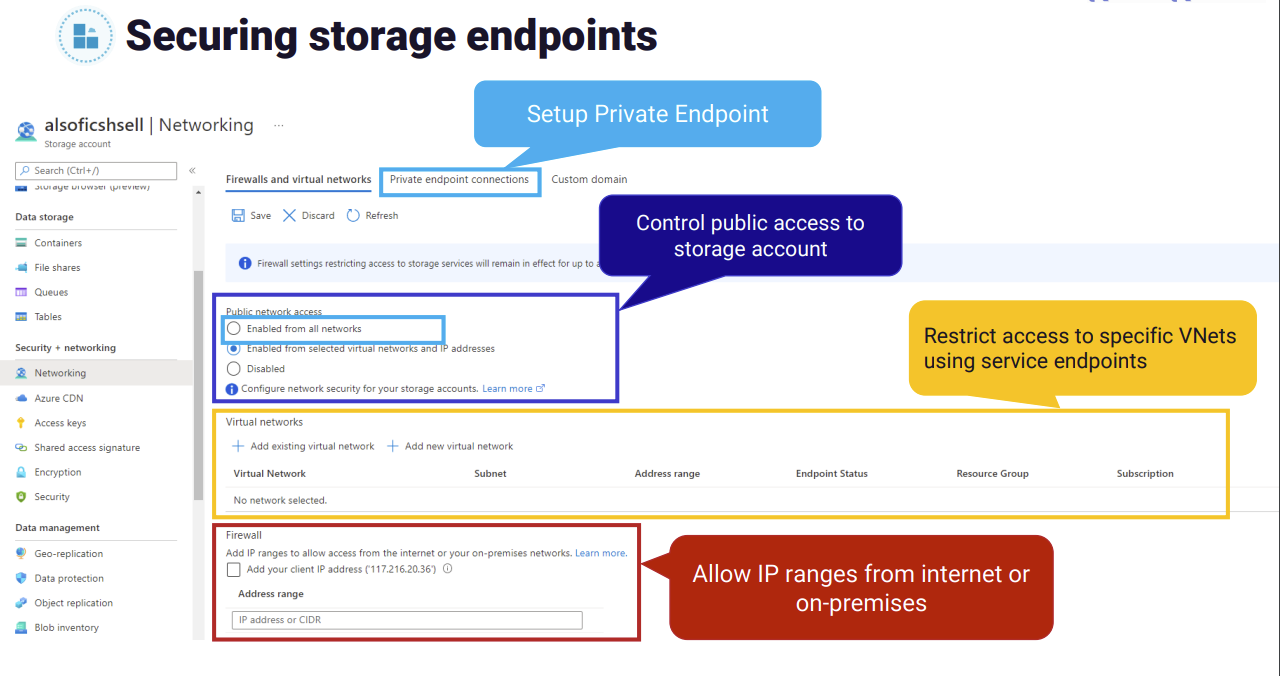 Securing storage endpoints
Setup Private Endpoint
alsoficshsell | Networking ...
Storage account
Search (Ctrl+/) «
Storage browser (preview)
Data storage
Containers
File shares
Queues
Tables
Security + networking
Networking
Azure CDN
Access keys
Shared access signature
Encryption
Security
Data management
Geo-replication
Data protection
Object replication
Blob inventory
Firewalls and virtual networks Private endpoint connections Custom domain
Save Discard Refresh
Control public access to
storage account
Firewall settings restricting access to storage services will remain in effect for up to a
Public network access
Enabled from all networks
Enabled from selected virtual networks and IP addresses
Disabled
Configure network security for your storage accounts. Learn more
Restrict access to specific VNets
using service endpoints
Virtual networks
Add existing virtual network Add new virtual network
Virtual Network Subnet Address range Endpoint Status Resource Group Subscription
No network selected.
Firewall
Add IP ranges to allow access from the internet or your on-premises networks. Learn more.
Add your client IP address ('117.216.20.36')
Address range
IP address or CIDR
Allow IP ranges from internet or
on-premises